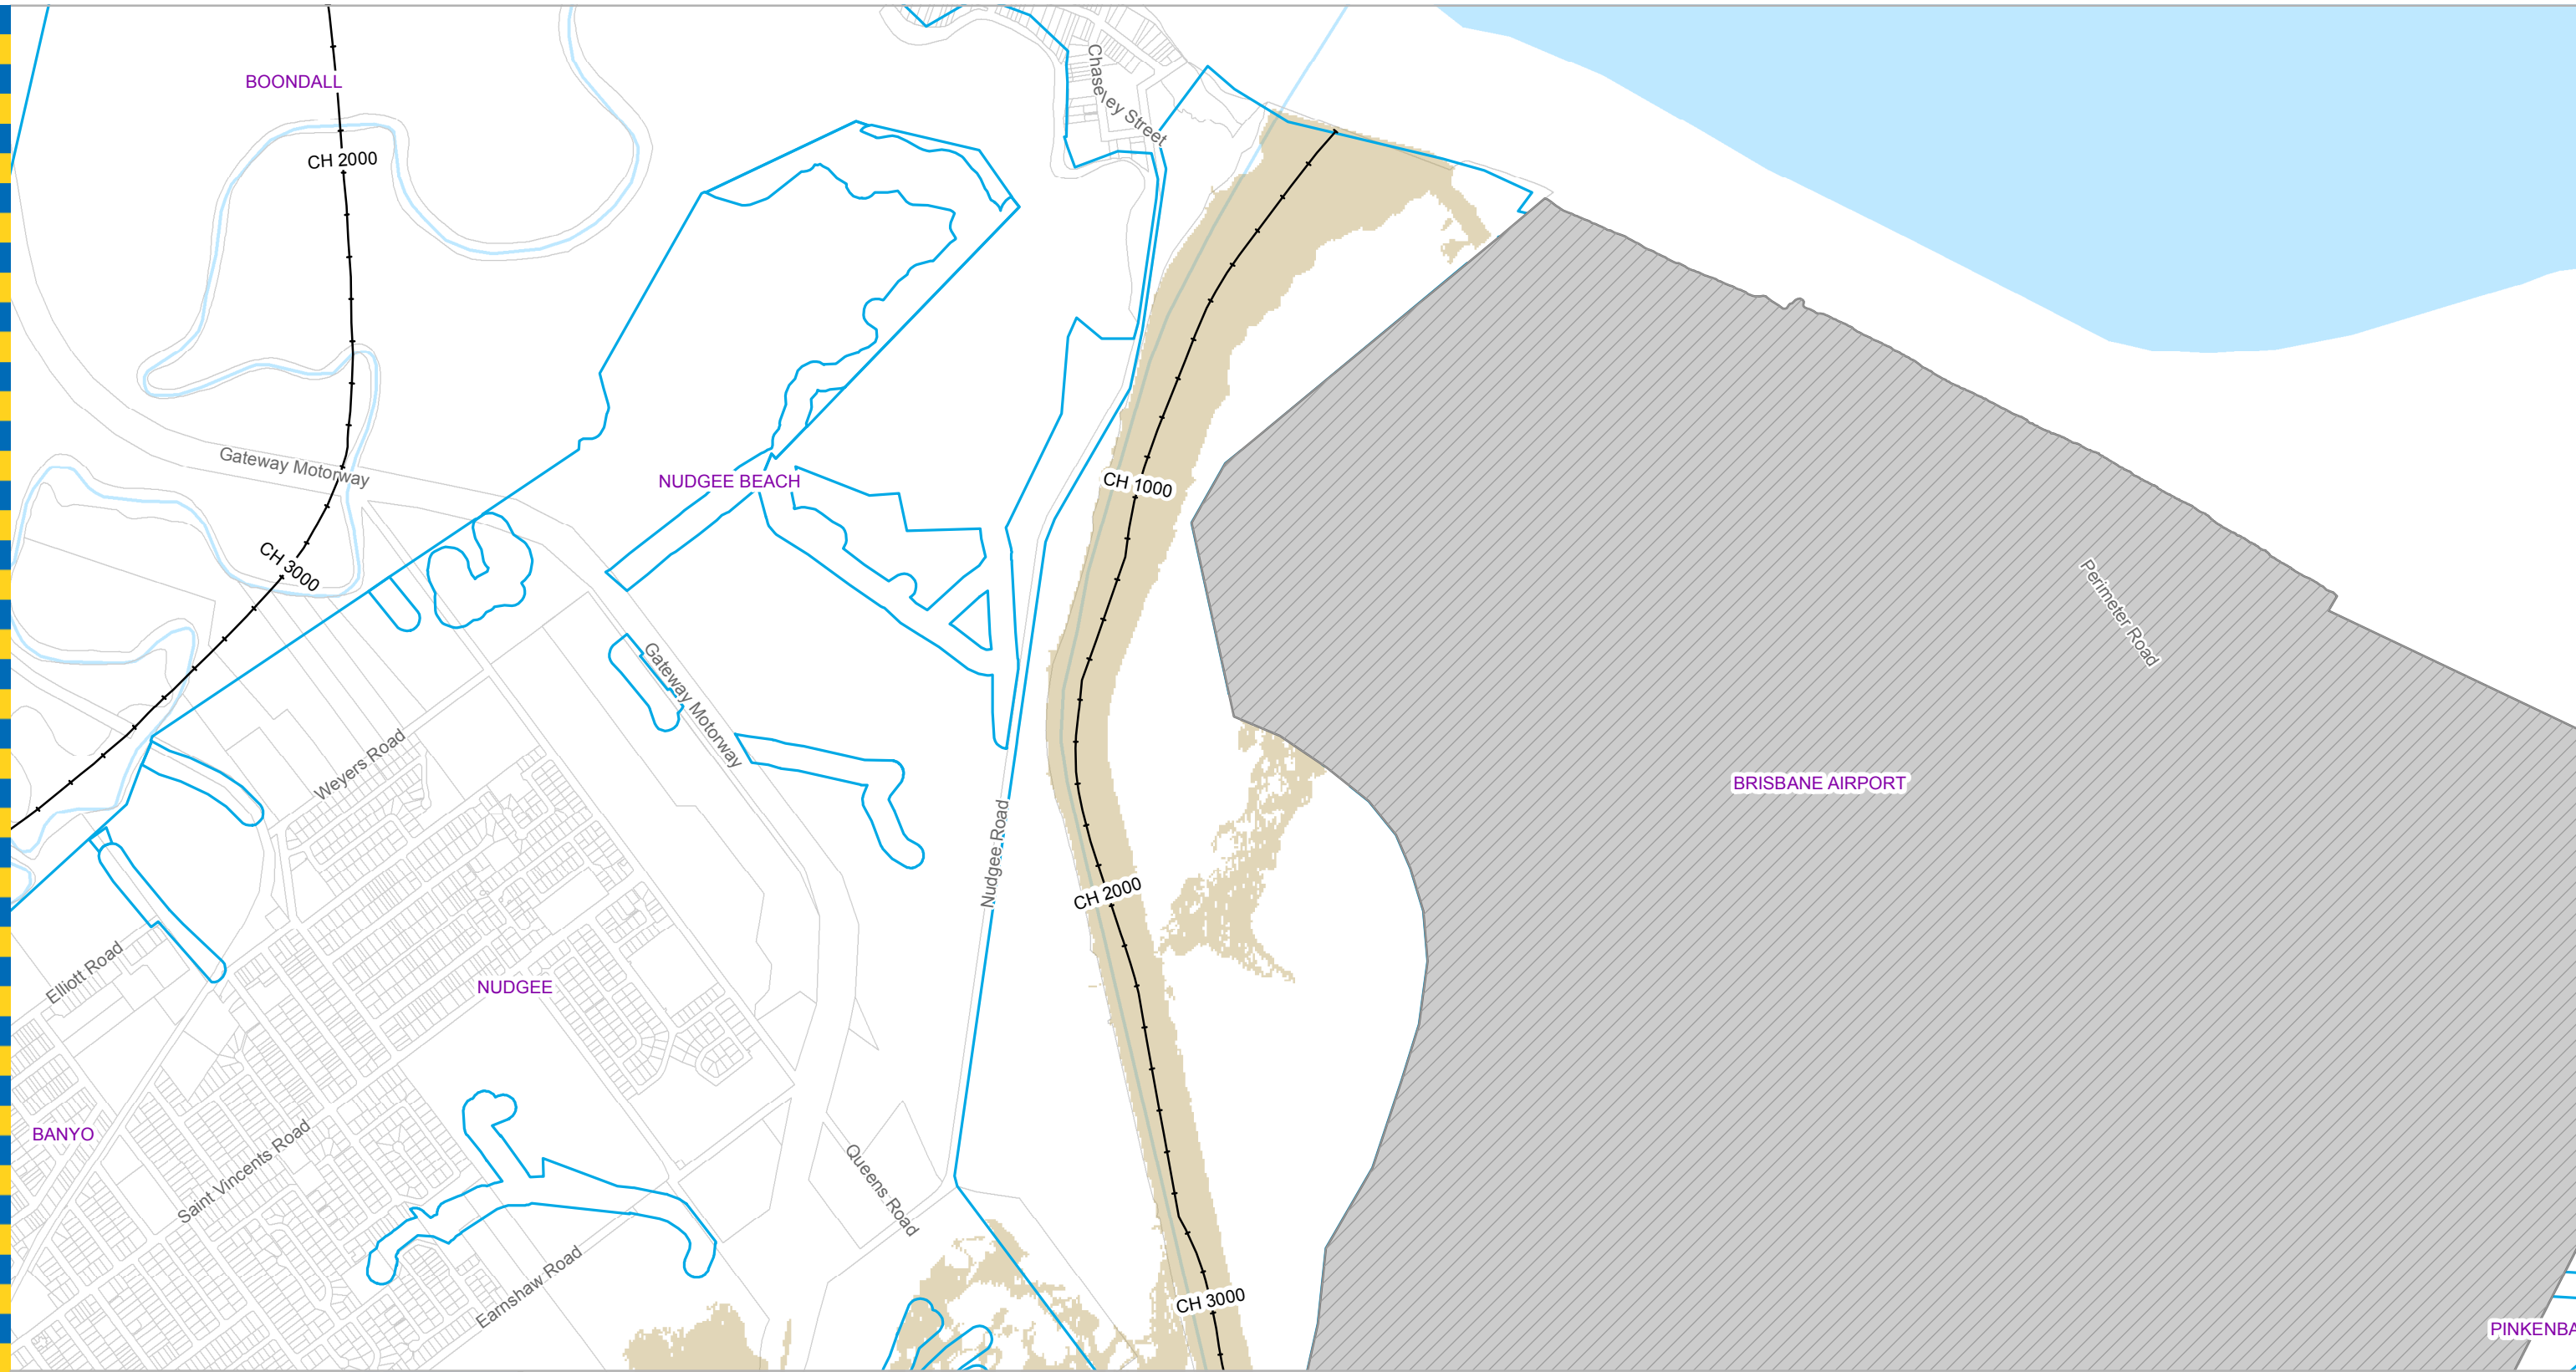 Chaseley Street
BOONDALL
CH 2000
Gateway Motorway
NUDGEE BEACH
CH 1000
CH 3000
Perimeter Road
Gateway Motorway
Weyers Road
BRISBANE AIRPORT
Nudgee Road
CH 2000
Elliott Road
NUDGEE
BANYO
Saint Vincents Road
Queens Road
Earnshaw Road
CH 3000
PINKENBA